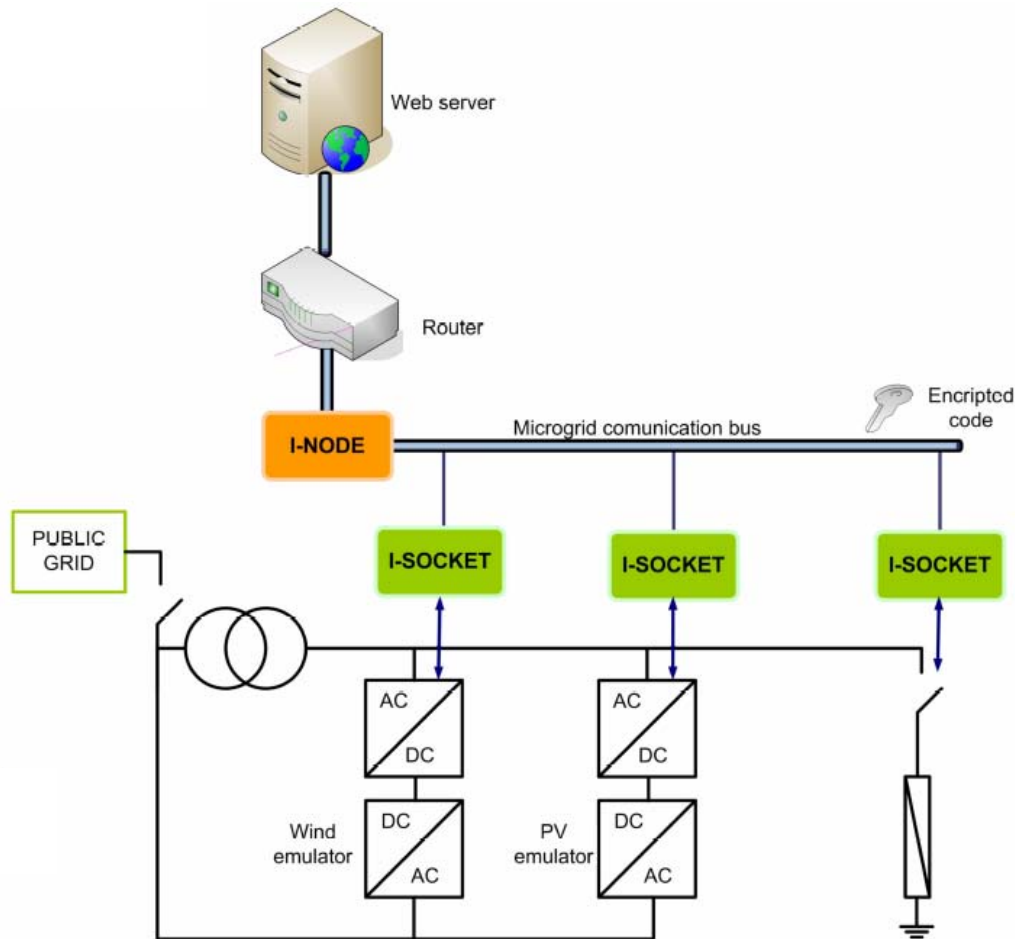 Web server
Router
Encripted
code
Microgrid comunication bus
I-NODE
PUBLIC
GRID
I-SOCKET
I-SOCKET
I-SOCKET
AC
DC
AC
DC
Wind
emulator
DC
AC
PV
emulator
DC
AC